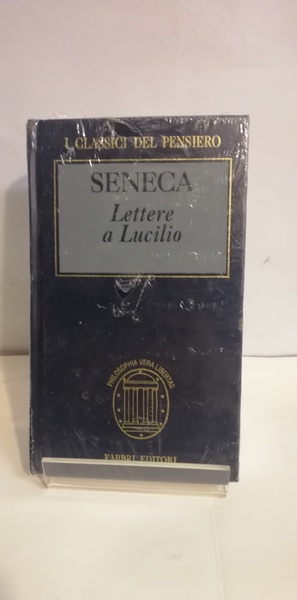 I CLASSICI DEL PENSIERO
SENECA
Lettere
a Lucilio
PHILOSOPHIA VERA LIBERTAS
FABBRI EDITORI